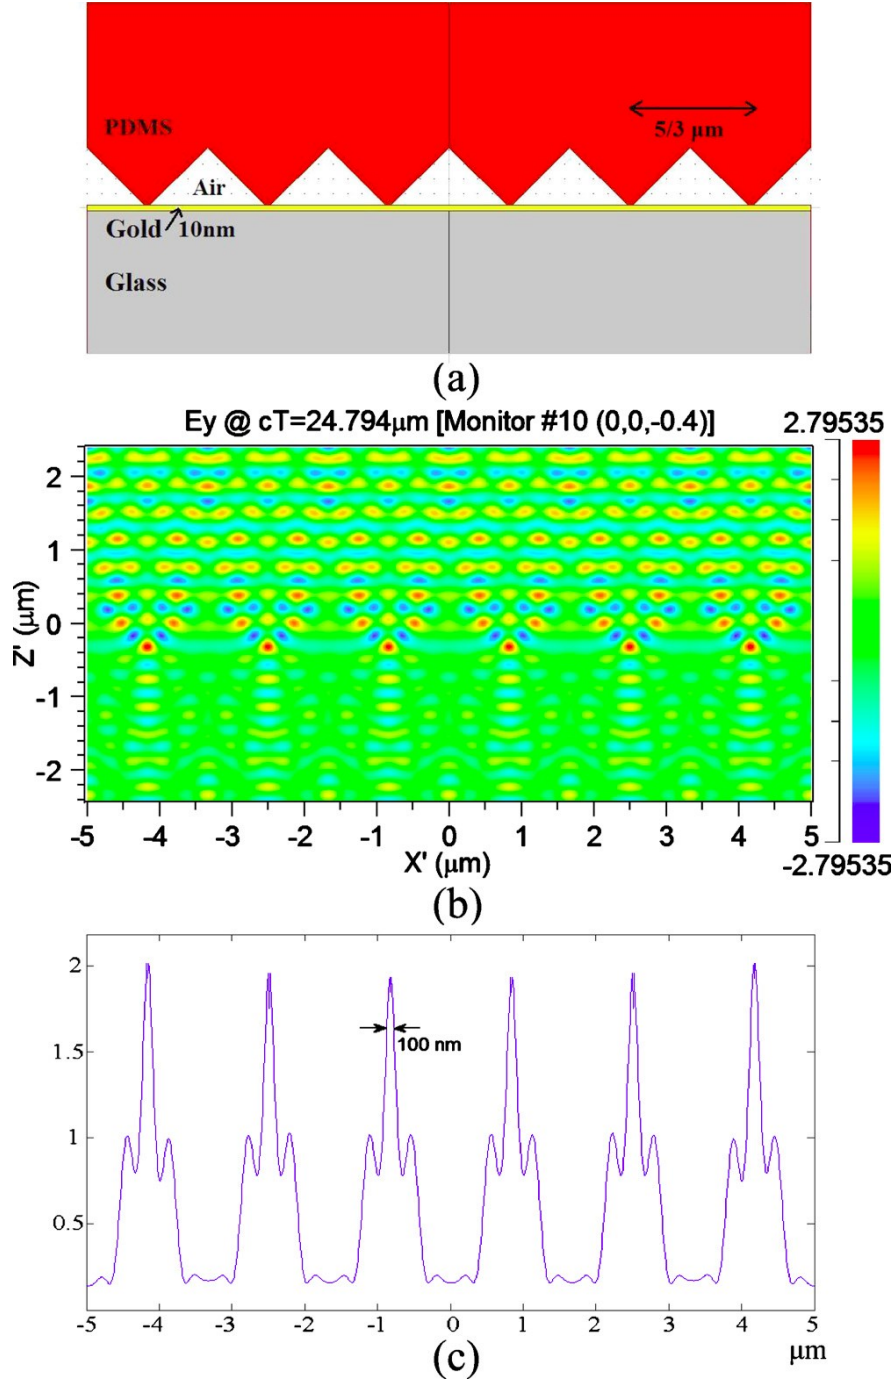 PDMS
5/3 μm
Air
Gold
10nm
Glass
(a)
Ey @ cT=24.794μm [Monitor #10 (0,0,-0.4)]
2.79535
2
1
0
-1
-2
Z' (μm)
-5 -4 -3 -2 -1 0 1 2 3 4 5
X' (μm)
-2.79535
(b)
2
1.5
100 nm
1
0.5
-5 -4 -3 -2 -1 0 1 2 3 4 5
μm
(c)